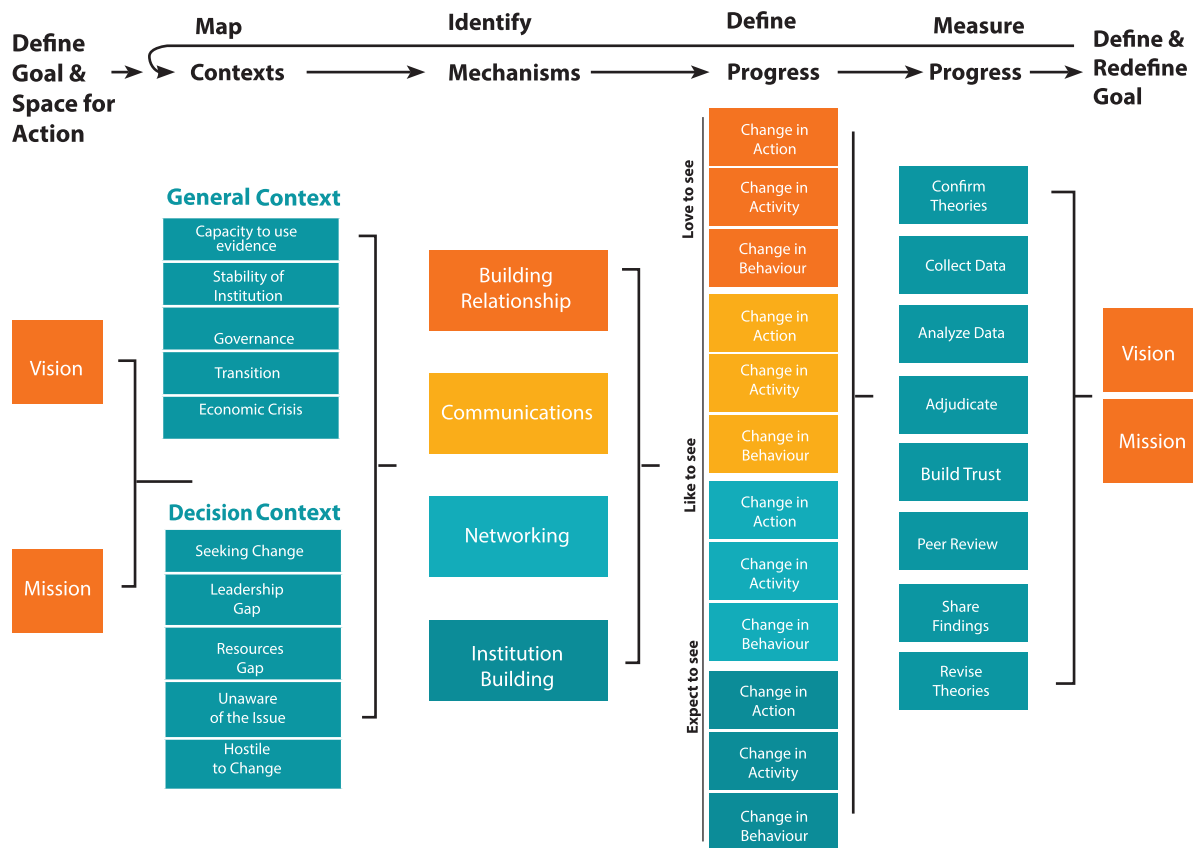 Define
Goal &
Space for
Action
Map
Contexts
Identify
Mechanisms
Define
Progress
Measure
Progress
Define &
Redefine
Goal
Vision
Mission
General Context
Capacity to use
evidence
Stability of
Institution
Governance
Transition
Economic Crisis
Decision Context
Seeking Change
Leadership
Gap
Resources
Gap
Unaware
of the Issue
Hostile
to Change
Building
Relationship
Communications
Networking
Institution
Building
Love to see
Like to see
Expect to see
Change in
Action
Change in
Activity
Change in
Behaviour
Change in
Action
Change in
Activity
Change in
Behaviour
Change in
Action
Change in
Activity
Change in
Behaviour
Change in
Action
Change in
Activity
Change in
Behaviour
Confirm
Theories
Collect Data
Analyze Data
Adjudicate
Build Trust
Peer Review
Share
Findings
Revise
Theories
Vision
Mission